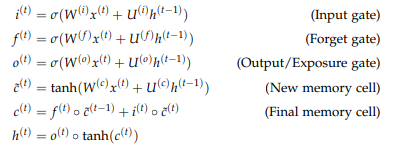 i^(t) = σ(W^(i)x^(t) + U^(i)h^(t−1)) (Input gate)
f^(t) = σ(W^(f)x^(t) + U^(f)h^(t−1)) (Forget gate)
o^(t) = σ(W^(o)x^(t) + U^(o)h^(t−1)) (Output/Exposure gate)
c̃^(t) = tanh(W^(c)x^(t) + U^(c)h^(t−1)) (New memory cell)
c^(t) = f^(t) ∘ c̃^(t−1) + i^(t) ∘ c̃^(t) (Final memory cell)
h^(t) = o^(t) ∘ tanh(c^(t))